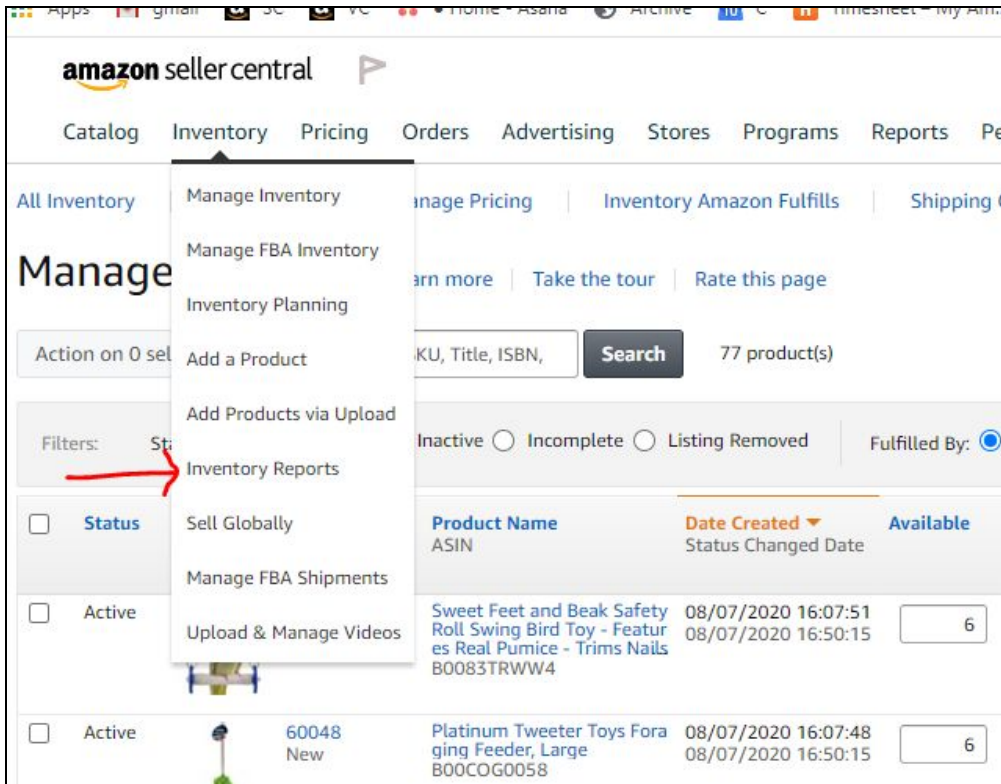 Apps gmail SC VC Home - Asana Archive C Timesheet – My Am
amazon seller central
Catalog Inventory Pricing Orders Advertising Stores Programs Reports Pe
All Inventory anage Pricing Inventory Amazon Fulfills Shipping
Manage arn more Take the tour Rate this page
Action on 0 sel KU, Title, ISBN, Search 77 product(s)
Filters: Sta Inactive Incomplete Listing Removed Fulfilled By:
Manage Inventory
Manage FBA Inventory
Inventory Planning
Add a Product
Add Products via Upload
Inventory Reports
Sell Globally
Manage FBA Shipments
Upload & Manage Videos
Status Product Name Date Created Available
ASIN Status Changed Date
Active Sweet Feet and Beak Safety 08/07/2020 16:07:51 6
Roll Swing Bird Toy - Featur 08/07/2020 16:50:15
es Real Pumice - Trims Nails
B0083TRWW4
Active 60048 Platinum Tweeter Toys Fora 08/07/2020 16:07:48 6
New ging Feeder, Large 08/07/2020 16:50:15
B00COG0058